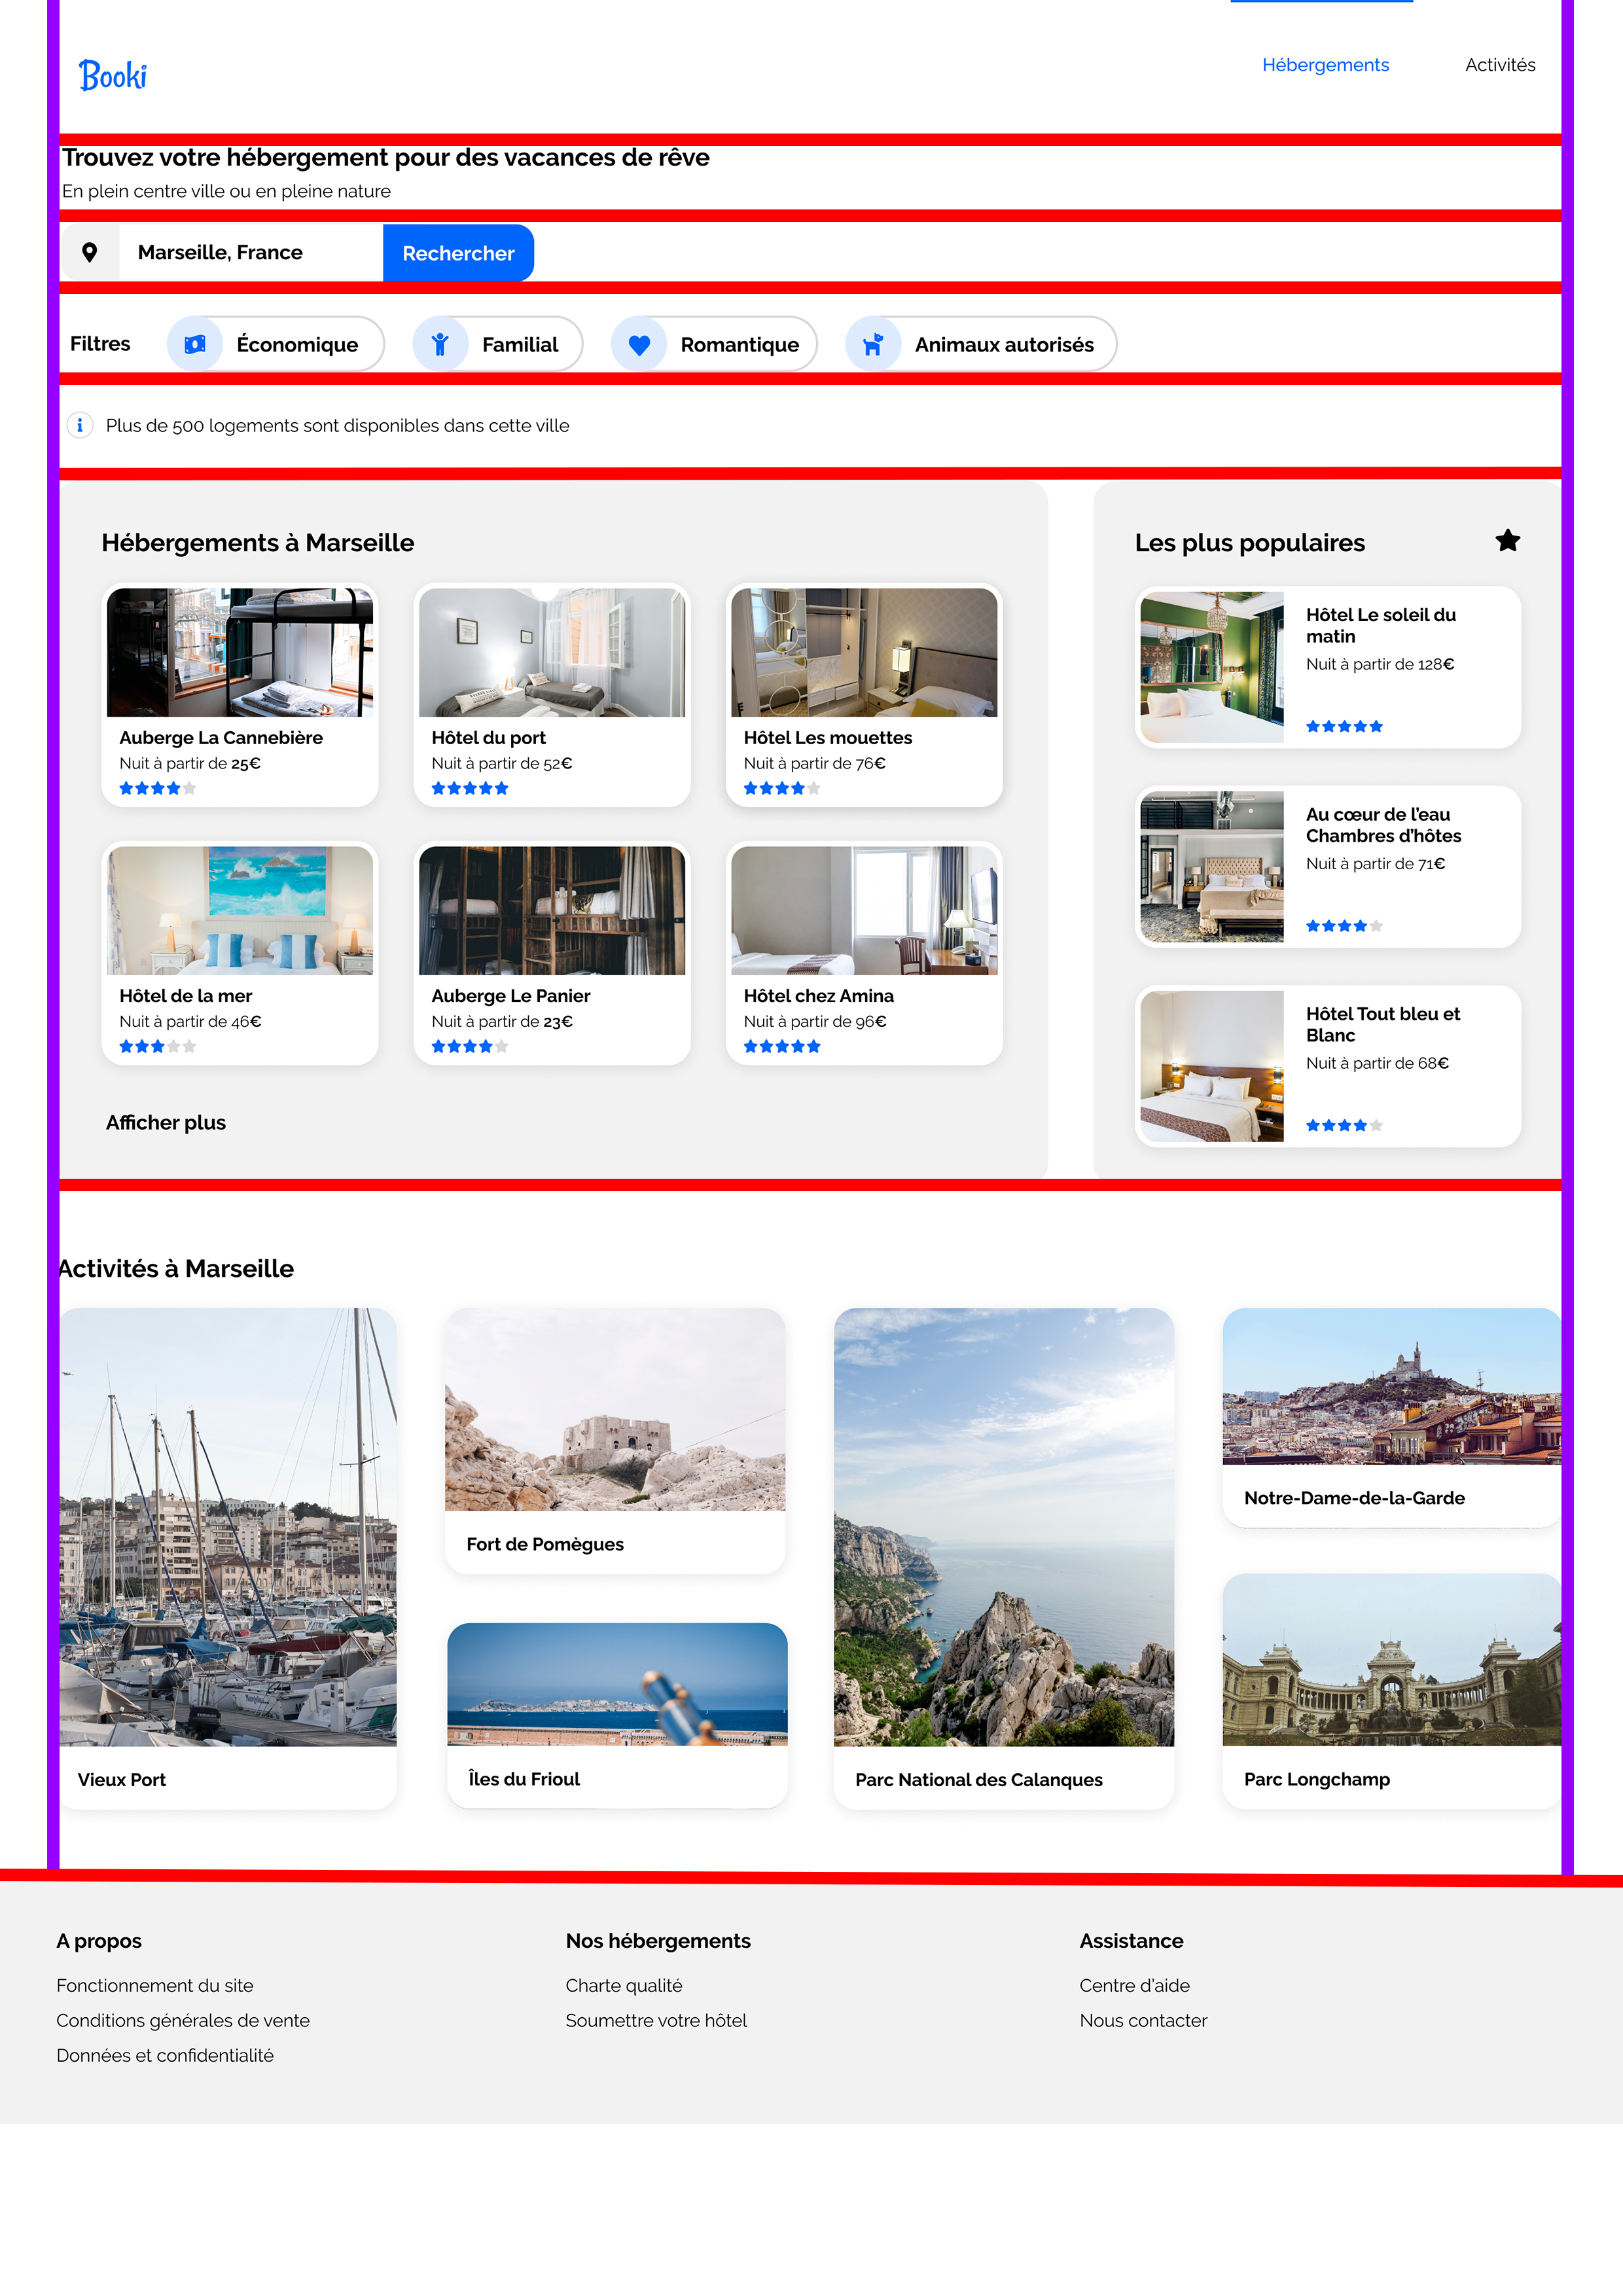 Booki
Hébergements
Activités
Trouvez votre hébergement pour des vacances de rêve
En plein centre ville ou en pleine nature
Marseille, France
Rechercher
Filtres
Économique
Familial
Romantique
Animaux autorisés
Plus de 500 logements sont disponibles dans cette ville
Hébergements à Marseille
Auberge La Cannebière
Nuit à partir de 25€
Hôtel du port
Nuit à partir de 52€
Hôtel Les mouettes
Nuit à partir de 76€
Hôtel de la mer
Nuit à partir de 46€
Auberge Le Panier
Nuit à partir de 23€
Hôtel chez Amina
Nuit à partir de 96€
Afficher plus
Les plus populaires
Hôtel Le soleil du
matin
Nuit à partir de 128€
Au cœur de l'eau
Chambres d'hôtes
Nuit à partir de 71€
Hôtel Tout bleu et
Blanc
Nuit à partir de 68€
Activités à Marseille
Vieux Port
Fort de Pomègues
Îles du Frioul
Parc National des Calanques
Notre-Dame-de-la-Garde
Parc Longchamp
A propos
Fonctionnement du site
Conditions générales de vente
Données et confidentialité
Nos hébergements
Charte qualité
Soumettre votre hôtel
Assistance
Centre d'aide
Nous contacter